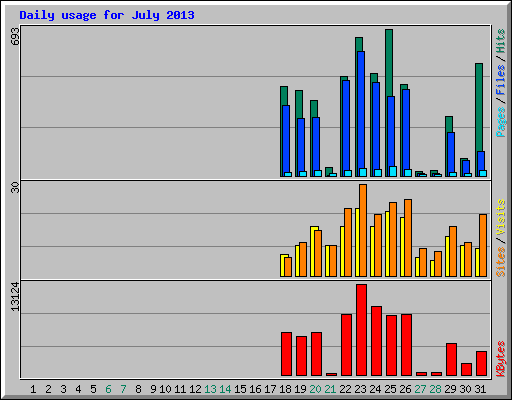 Daily usage for July 2013
693
Pages / Files / Hits
30
Sites / Visits
13124
KBytes
1 2 3 4 5 6 7 8 9 10 11 12 13 14 15 16 17 18 19 20 21 22 23 24 25 26 27 28 29 30 31